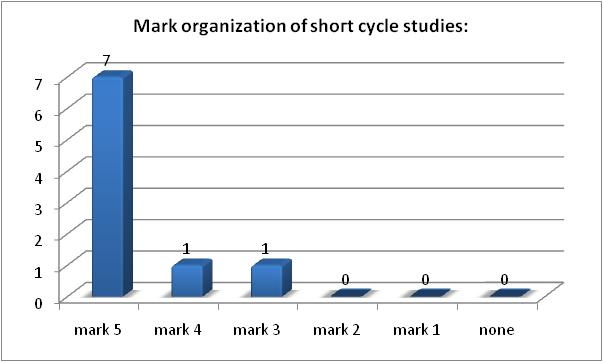 Mark organization of short cycle studies:
7
7
6
5
4
3
2
1
0
1
1
0
0
0
mark 5
mark 4
mark 3
mark 2
mark 1
none